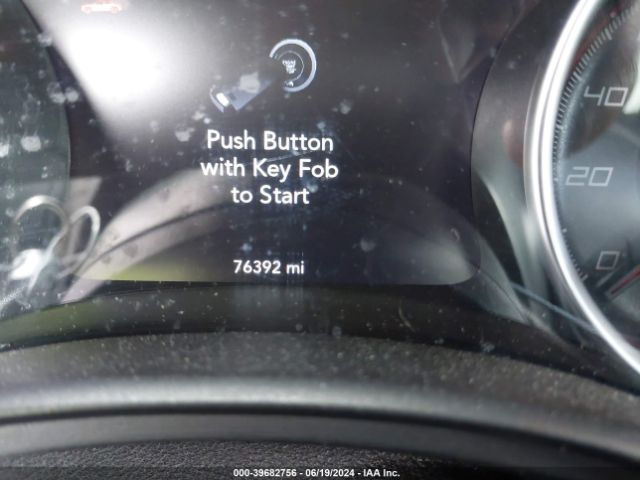 40
Push Button
with Key Fob
to Start
20
0
76392 mi
000-39682756 - 06/19/2024 - IAA Inc.